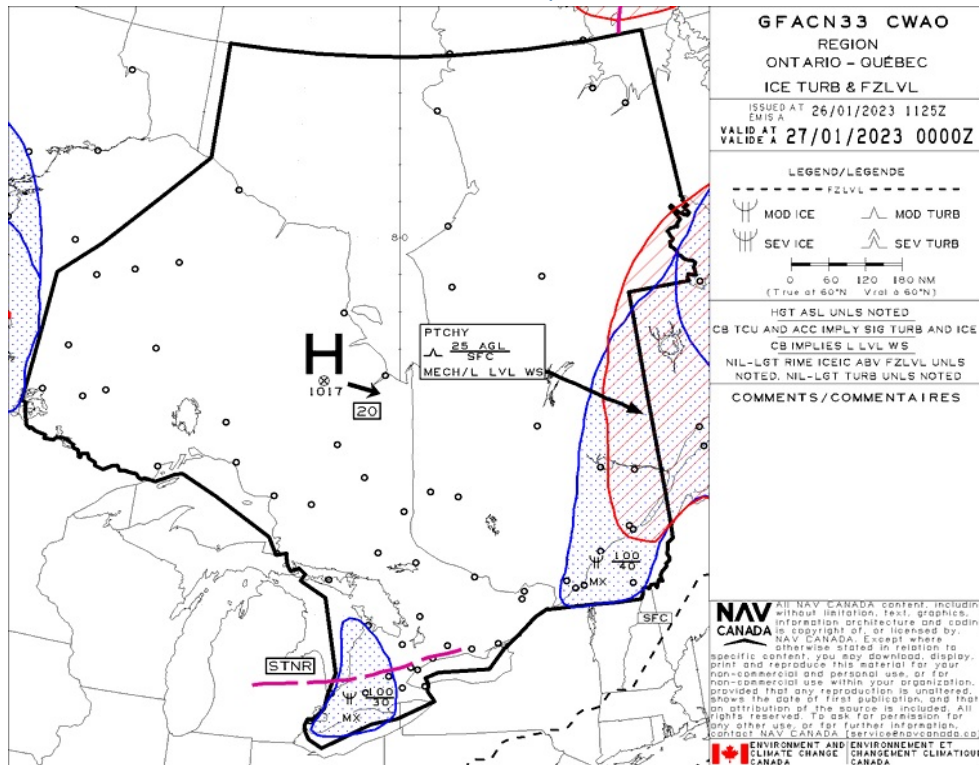 GFACN33 CWAO
REGION
ONTARIO - QUÉBEC
ICE TURB & FZLVL
ISSUED AT 26/01/2023 1125Z
ÉMIS A
VALID AT 27/01/2023 0000Z
VALIDE A
LEGEND/LÉGENDE
FZLVL
MOD ICE
MOD TURB
SEV ICE
SEV TURB
0 60 120 180 NM
(True at 60°N Vrai à 60°N)
HGT ASL UNLS NOTED
CB TCU AND ACC IMPLY SIG TURB AND ICE
CB IMPLIES L LVL WS
NIL-LGT RIME ICEIC ABV FZLVL UNLS
NOTED. NIL-LGT TURB UNLS NOTED
COMMENTS/COMMENTAIRES
80
PTCHY
25 AGL
SFC
MECH/L LVL WS
H
1017
20
100
40
MX
SFC
STNR
100
30
MX
NAV
CANADA
All NAV CANADA content, including
without limitation, text, graphics,
information architecture and coding
is copyright of, or licensed by,
NAV CANADA. Except where
otherwise stated in relation to
specific content, you may download, display,
print and reproduce this material for your
non-commercial and personal use, or for
non-commercial use within your organization,
provided that any reproduction is unaltered,
shows the date of first publication, and that
an attribution of the source is included. All
rights reserved. To ask for permission for
any other use, or for further information,
contact NAV CANADA [service@navcanada.ca]
ENVIRONMENT AND
CLIMATE CHANGE
CANADA
ENVIRONNEMENT ET
CHANGEMENT CLIMATIQUE
CANADA